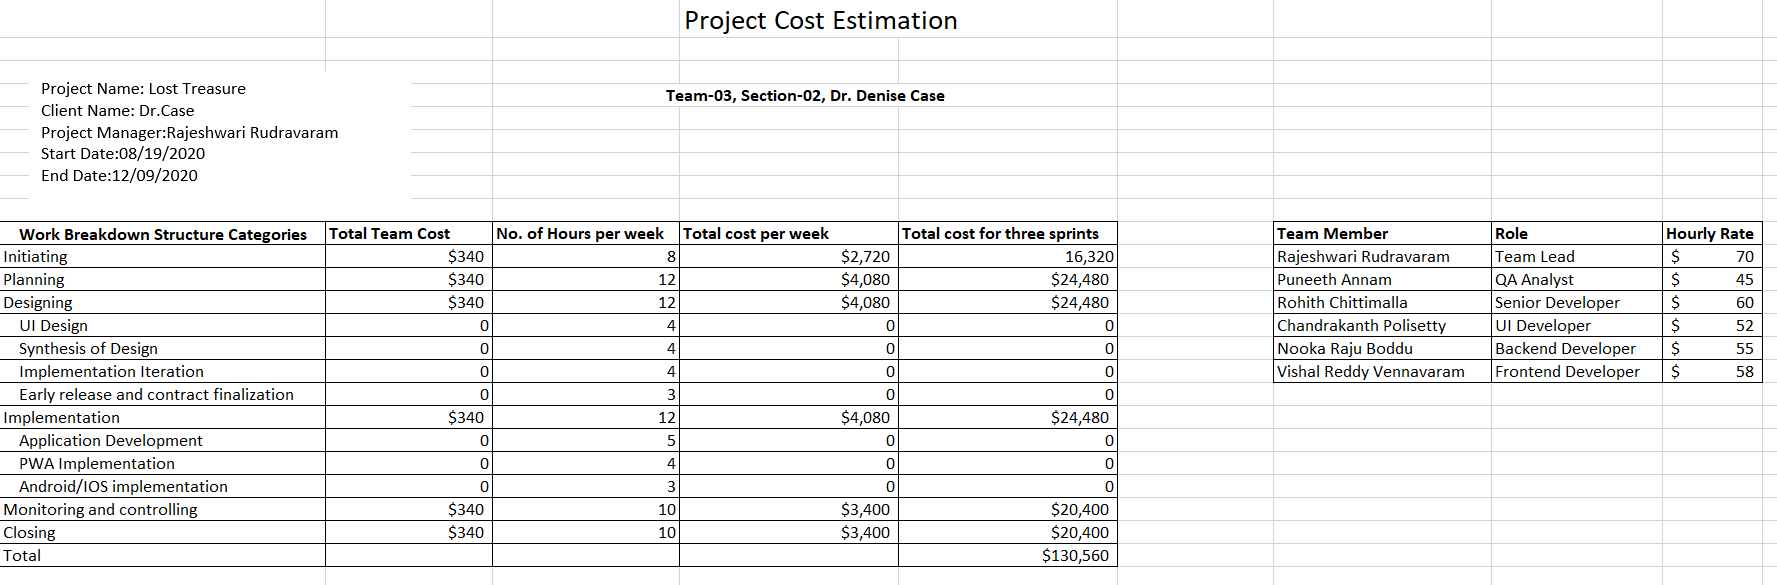 Project Cost Estimation
Project Name: Lost Treasure
Client Name: Dr.Case
Project Manager:Rajeshwari Rudravaram
Start Date:08/19/2020
End Date:12/09/2020
Team-03, Section-02, Dr. Denise Case
Work Breakdown Structure Categories Total Team Cost No. of Hours per week Total cost per week Total cost for three sprints
Initiating $340 8 $2,720 16,320
Planning $340 12 $4,080 $24,480
Designing $340 12 $4,080 $24,480
UI Design 0 4 0 0
Synthesis of Design 0 4 0 0
Implementation Iteration 0 4 0 0
Early release and contract finalization 0 3 0 0
Implementation $340 12 $4,080 $24,480
Application Development 0 5 0 0
PWA Implementation 0 4 0 0
Android/IOS implementation 0 3 0 0
Monitoring and controlling $340 10 $3,400 $20,400
Closing $340 10 $3,400 $20,400
Total $130,560
Team Member Role Hourly Rate
Rajeshwari Rudravaram Team Lead $ 70
Puneeth Annam QA Analyst $ 45
Rohith Chittimalla Senior Developer $ 60
Chandrakanth Polisetty UI Developer $ 52
Nooka Raju Boddu Backend Developer $ 55
Vishal Reddy Vennavaram Frontend Developer $ 58